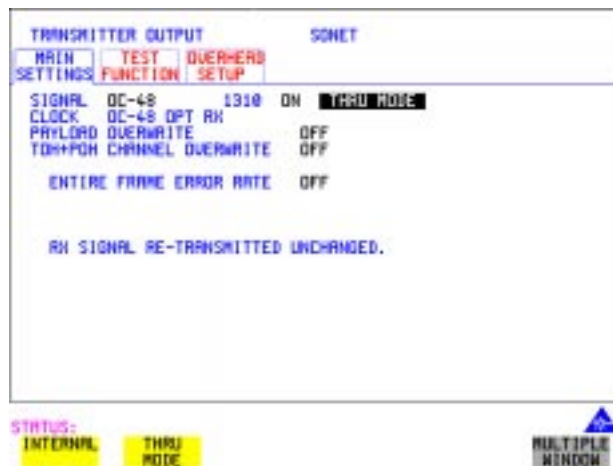 TRANSMITTER OUTPUT SONET
MAIN SETTINGS
TEST FUNCTION
OVERHEAD SETUP
SIGNAL OC-48 1310 ON THRU MODE
CLOCK OC-48 OPT RX
PAYLOAD OVERWRITE OFF
TOH+POH CHANNEL OVERWRITE OFF
ENTIRE FRAME ERROR RATE OFF
RX SIGNAL RE-TRANSMITTED UNCHANGED.
STATUS:
INTERNAL
THRU MODE
MULTIPLE WINDOW